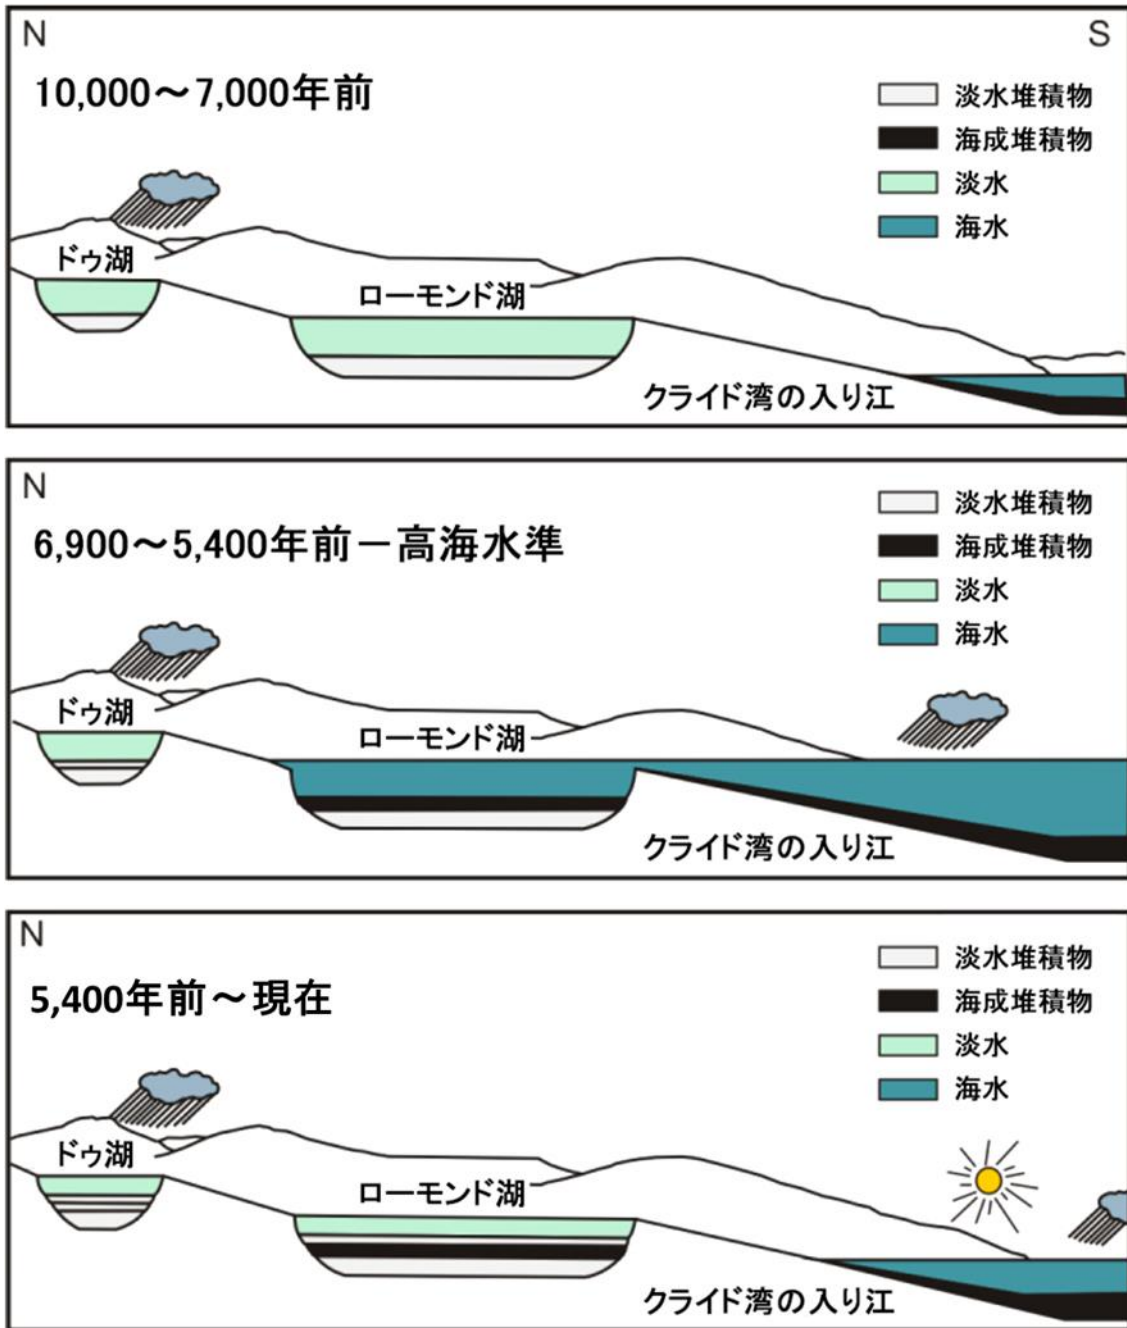 N
S
10,000～7,000年前
淡水堆積物
海成堆積物
淡水
海水
ドゥ湖
ローモンド湖
クライド湾の入り江
N
6,900～5,400年前－高海水準
淡水堆積物
海成堆積物
淡水
海水
ドゥ湖
ローモンド湖
クライド湾の入り江
N
5,400年前～現在
淡水堆積物
海成堆積物
淡水
海水
ドゥ湖
ローモンド湖
クライド湾の入り江